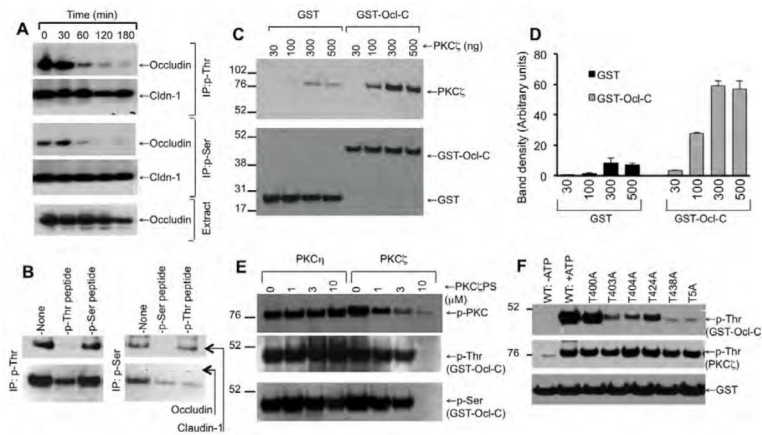 A
Time (min)
0 30 60 120 180
Occludin
Cldn-1
IP:p-Thr
Occludin
Cldn-1
IP:p-Ser
Occludin
Extract
B
-None
-p-Thr peptide
-p-Ser peptide
IP: p-Thr
-None
-p-Ser peptide
-p-Thr peptide
IP: p-Ser
Occludin
Claudin-1
C
GST GST-Ocl-C
30 100 300 500 30 100 300 500
PKCζ (ng)
102
76
52
PKCζ
52
38
31
17
GST-Ocl-C
GST
D
Band density (Arbitrary units)
80
60
40
20
0
GST
GST-Ocl-C
30 100 300 500 30 100 300 500
GST GST-Ocl-C
E
PKCη PKCζ
0 1 3 10 0 1 3 10
PKCζPS
(μM)
76
p-PKC
52
p-Thr
(GST-Ocl-C)
52
p-Ser
(GST-Ocl-C)
F
WT: -ATP
WT: +ATP
T400A
T403A
T404A
T424A
T438A
T5A
52
p-Thr
(GST-Ocl-C
76
p-Thr
(PKCζ)
GST